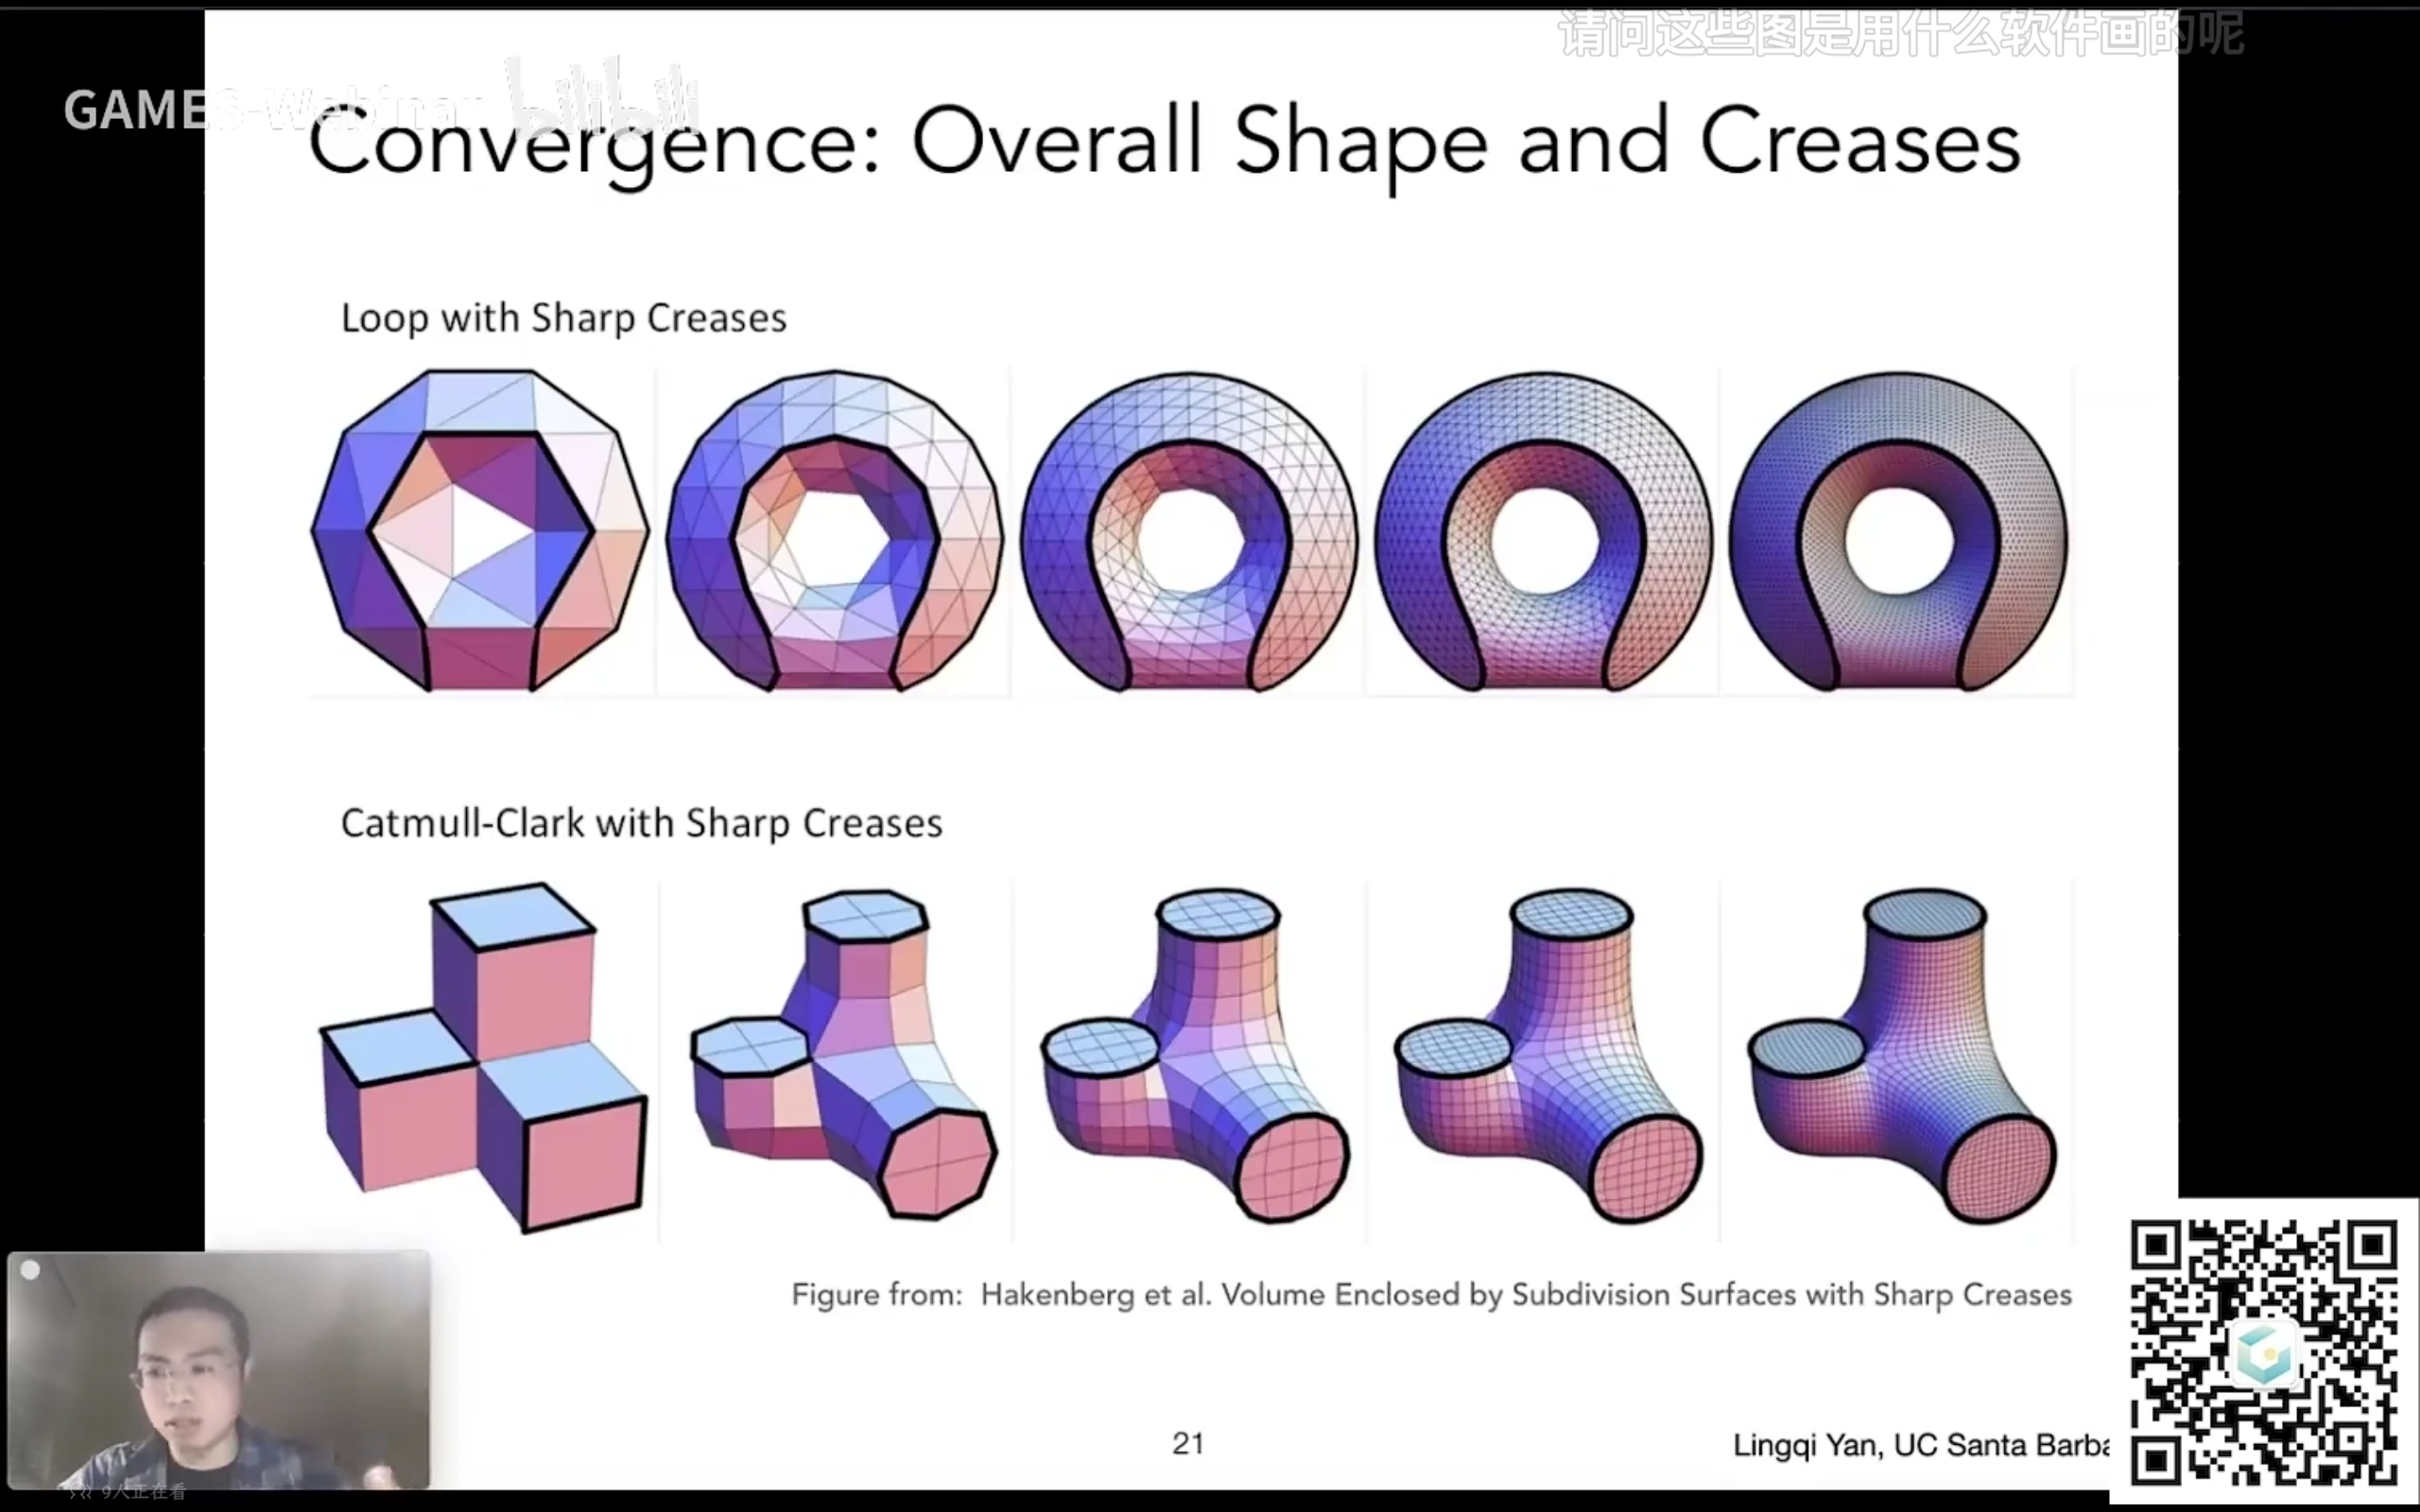 请问这些图是用什么软件画的呢
GAMES-Webinar bilibili
Convergence: Overall Shape and Creases
Loop with Sharp Creases
Catmull-Clark with Sharp Creases
Figure from: Hakenberg et al. Volume Enclosed by Subdivision Surfaces with Sharp Creases
21
Lingqi Yan, UC Santa Barba
9人正在看